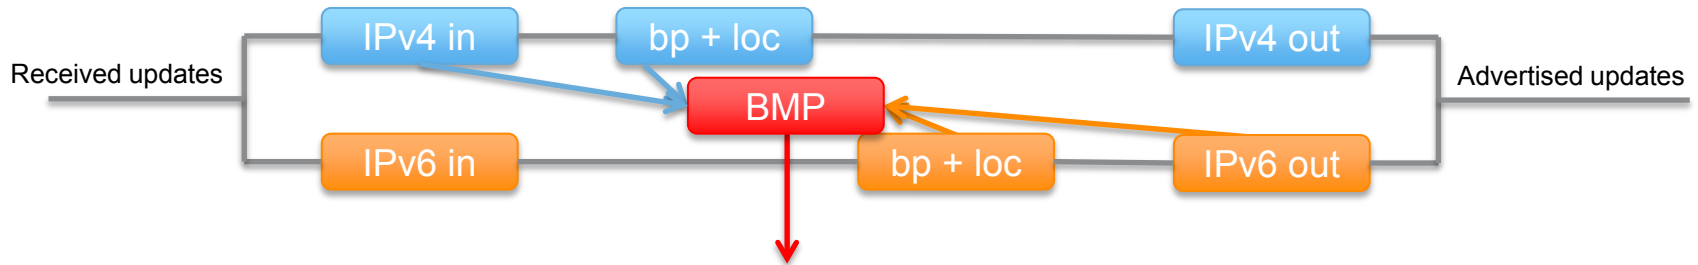 IPv4 in
bp + loc
IPv4 out
Received updates
BMP
Advertised updates
IPv6 in
bp + loc
IPv6 out